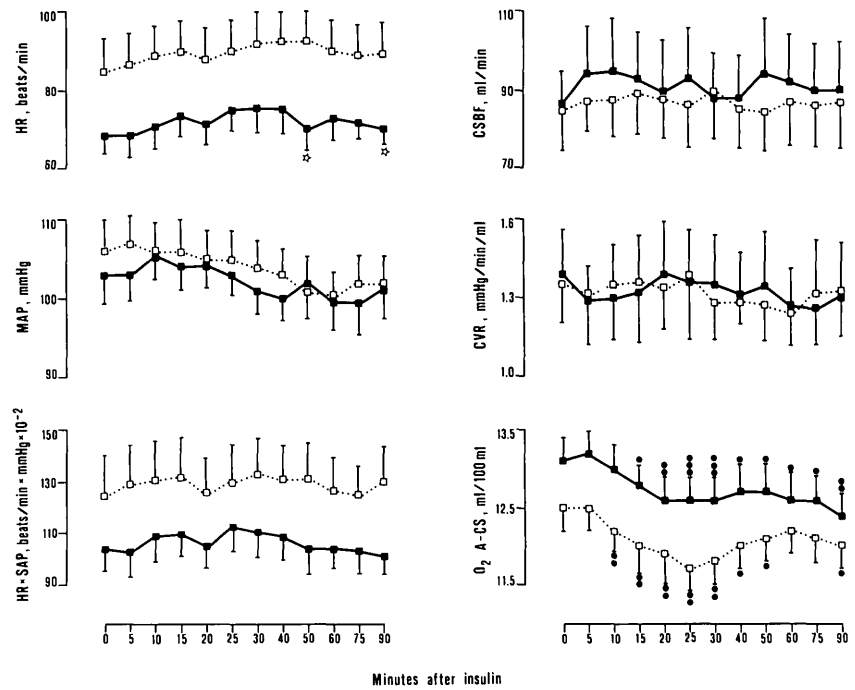 HR, beats/min
100
80
60
MAP, mmHg
110
100
90
HR × SAP, beats/min × mmHg×10-2
150
130
110
90
0 5 10 15 20 25 30 40 50 60 75 90
CSBF, ml/min
110
90
70
CVR, mmHg/min/ml
1.6
1.3
1.0
O2 A-CS, ml/100ml
13.5
12.5
11.5
0 5 10 15 20 25 30 40 50 60 75 90
Minutes after insulin